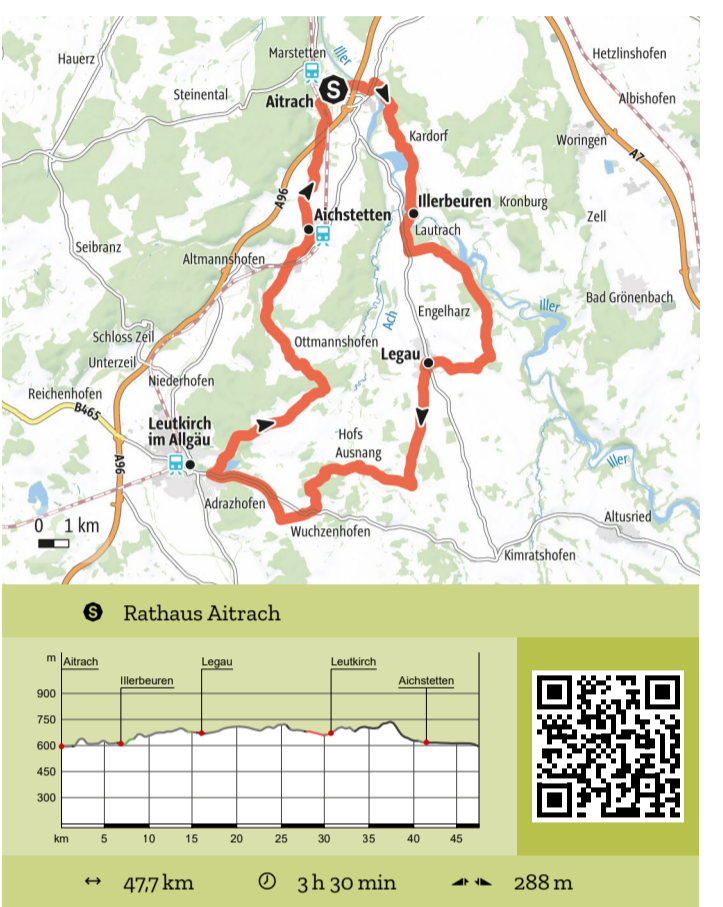 Hauerz
Marstetten
Iller
Hetzlinshofen
Steinental
S
Albishofen
Aitrach
Kardorf
Woringen
A7
A96
Illerbeuren
Kronburg
Aichstetten
Zell
Lautrach
Seibranz
Altmannshofen
Bad Grönenbach
Iller
Engelharz
Ach
Schloss Zeil
Ottmannshofen
Legau
Unterzeil
Niederhofen
Reichenhofen
B465
Leutkirch
im Allgäu
Hofs
Ausnang
A96
Iller
Adrazhofen
0 1 km
Altusried
Wuchzenhofen
Kimratshofen
S Rathaus Aitrach
m
Aitrach
Legau
Leutkirch
Illerbeuren
Aichstetten
900
750
600
450
300
km 5 10 15 20 25 30 35 40 45
47,7 km 3 h 30 min 288 m